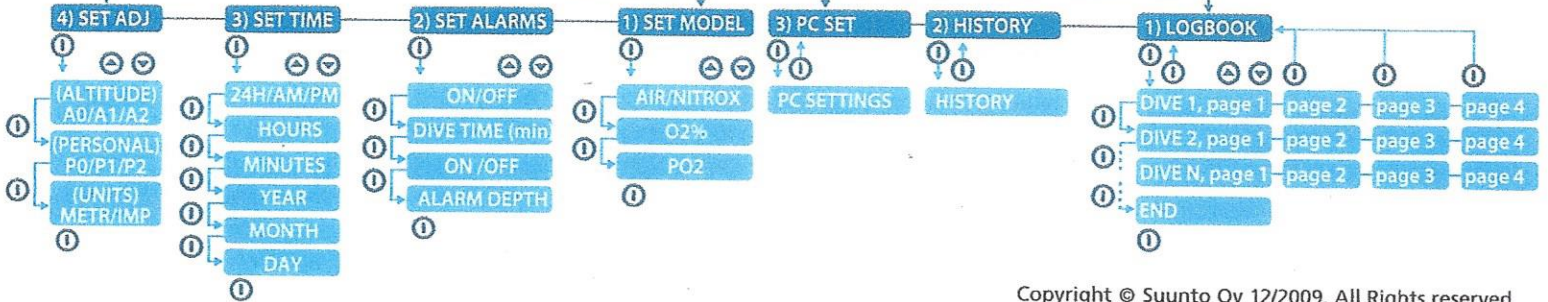 4) SET ADJ
3) SET TIME
2) SET ALARMS
1) SET MODEL
3) PC SET
2) HISTORY
1) LOGBOOK
(ALTITUDE)
A0/A1/A2
(PERSONAL)
P0/P1/P2
(UNITS)
METR/IMP
24H/AM/PM
HOURS
MINUTES
YEAR
MONTH
DAY
ON/OFF
DIVE TIME (min)
ON /OFF
ALARM DEPTH
AIR/NITROX
O2%
PO2
PC SETTINGS
HISTORY
DIVE 1, page 1 page 2 page 3 page 4
DIVE 2, page 1 page 2 page 3 page 4
DIVE N, page 1 page 2 page 3 page 4
END
Copyright © Suunto Oy 12/2009. All Rights reserved